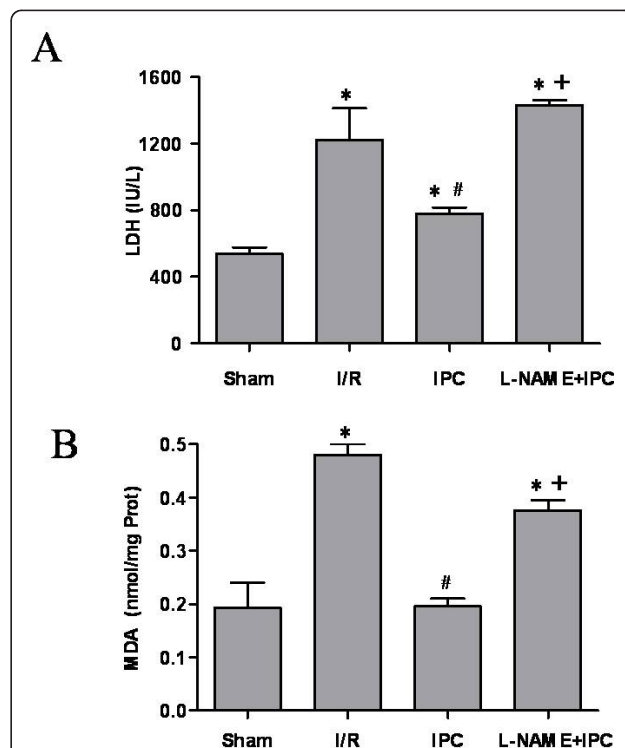 A
1600
1200
800
400
0
LDH (IU/L)
*
* #
* +
Sham I/R IPC L-NAME+IPC
B
0.5
0.4
0.3
0.2
0.1
0.0
MDA (nmol/mg Prot)
*
#
* +
Sham I/R IPC L-NAME+IPC